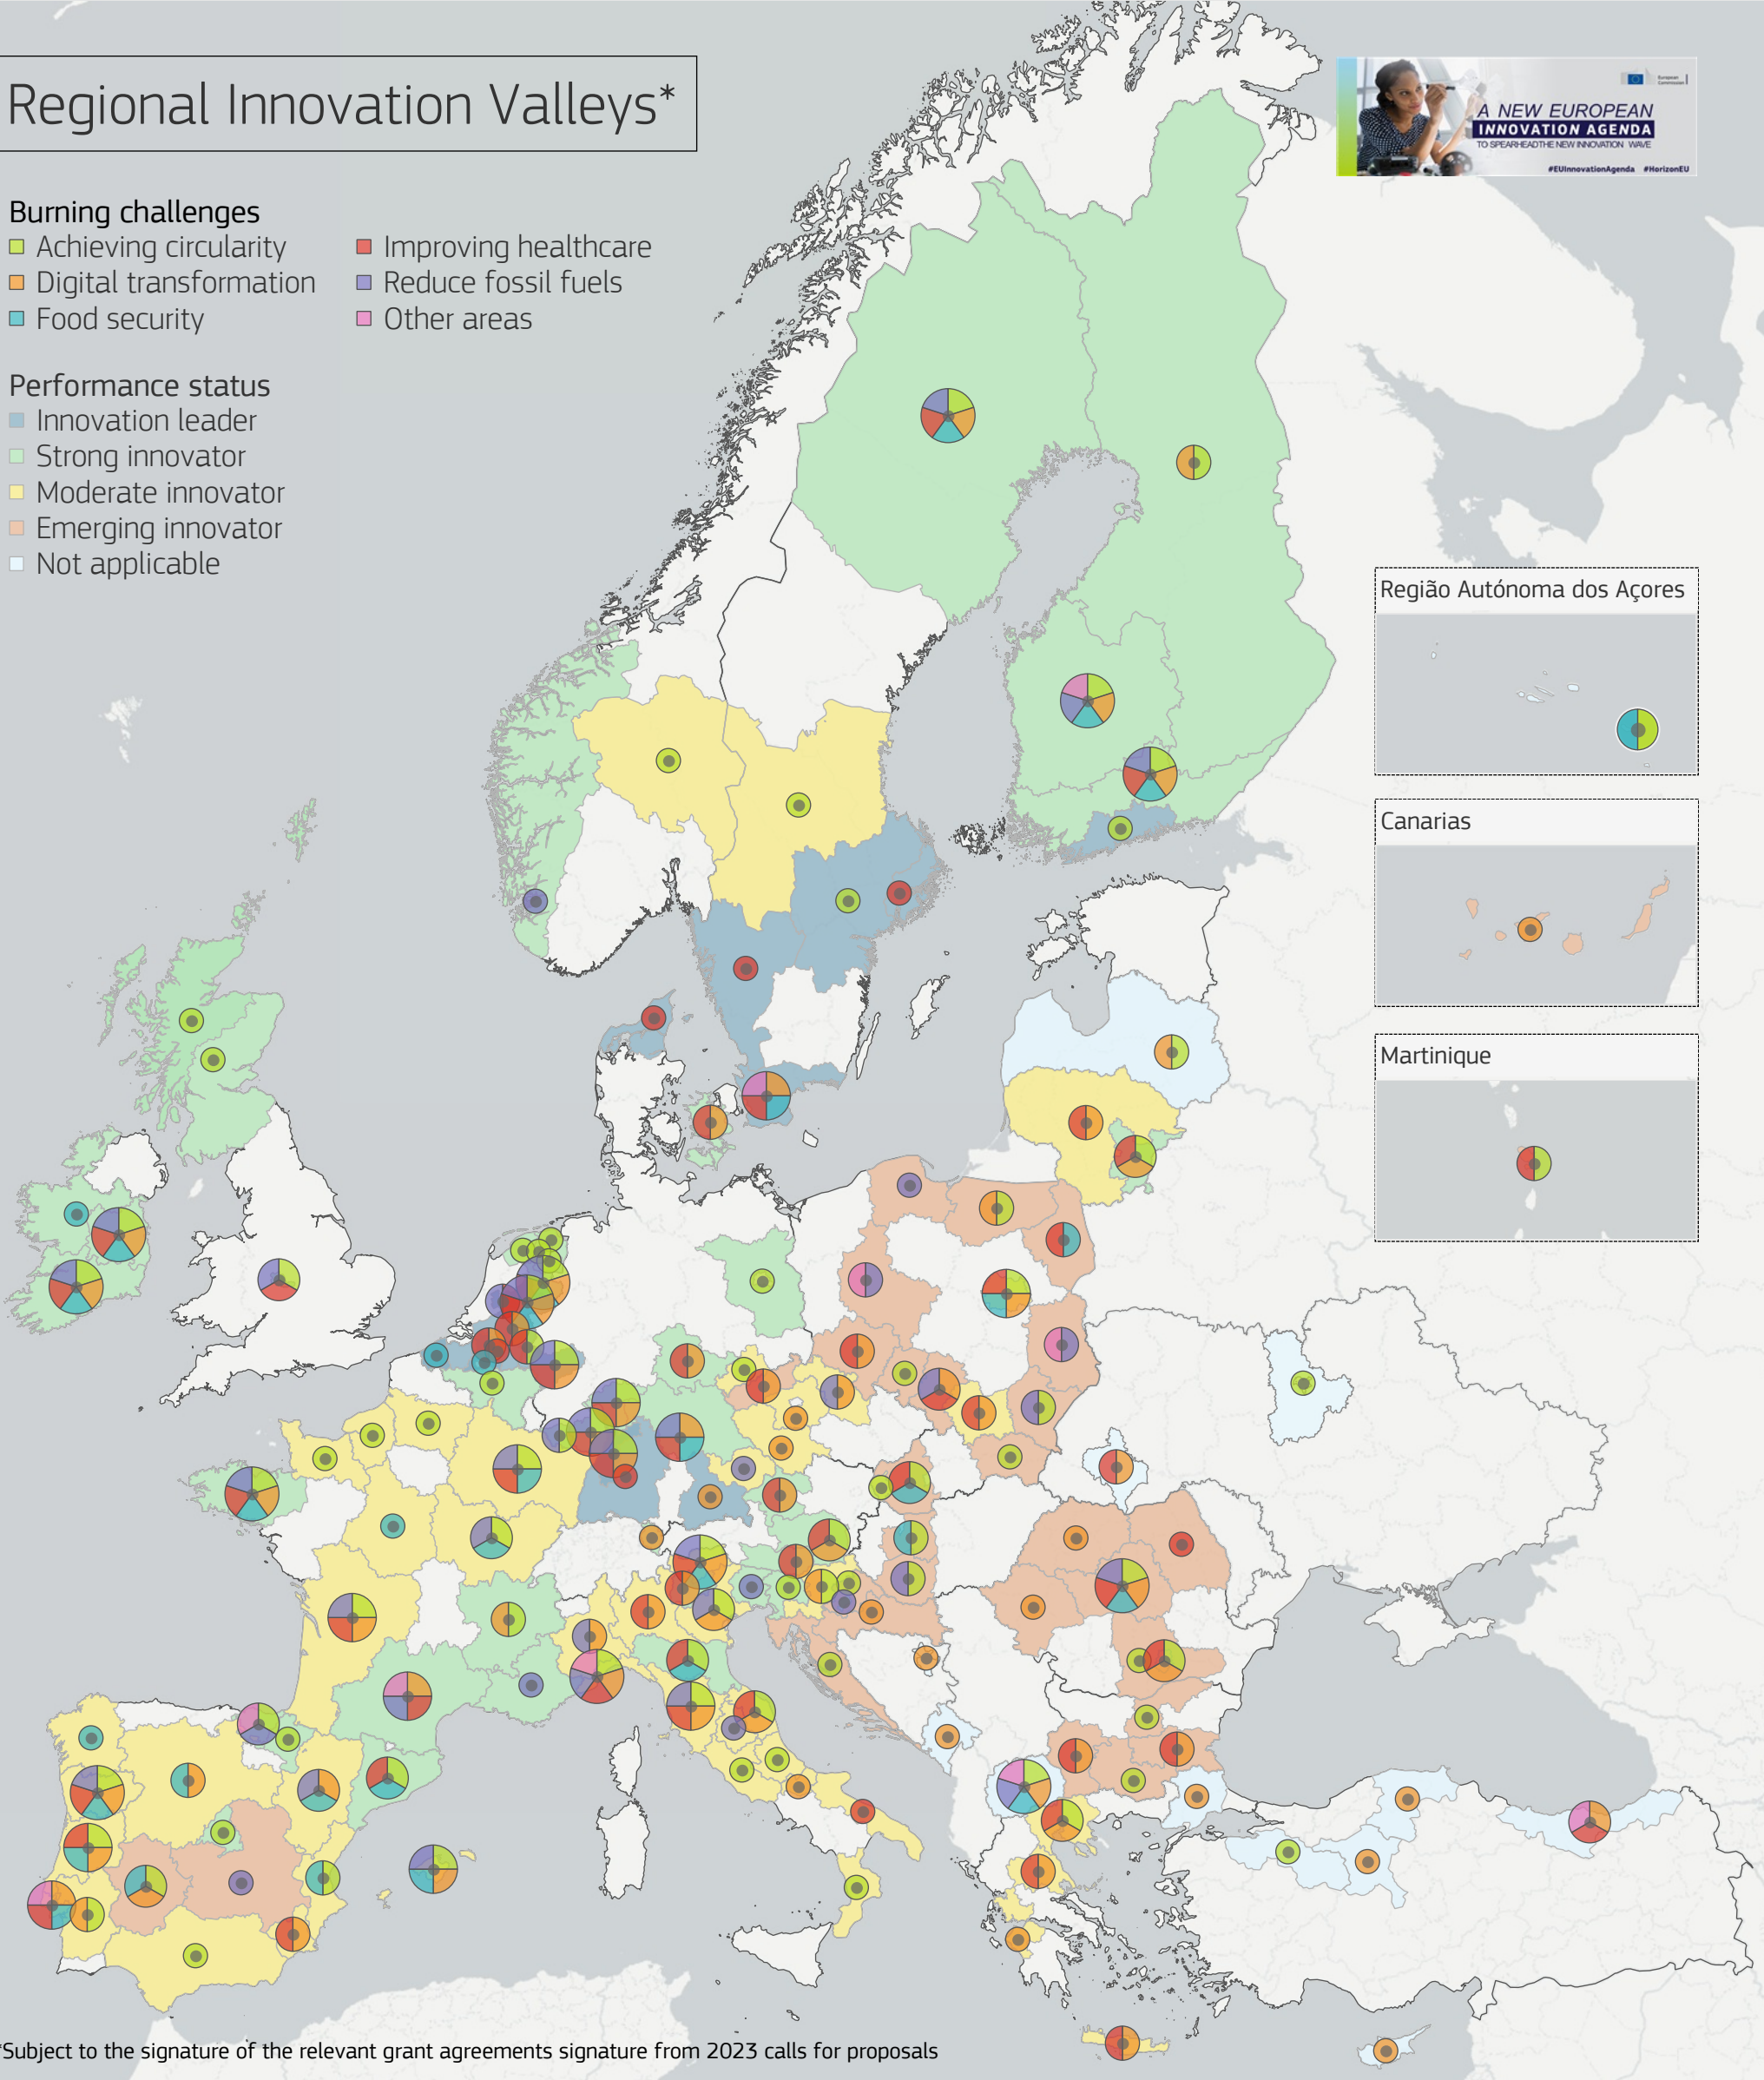 Regional Innovation Valleys*
Burning challenges
Achieving circularity
Digital transformation
Food security
Improving healthcare
Reduce fossil fuels
Other areas
Performance status
Innovation leader
Strong innovator
Moderate innovator
Emerging innovator
Not applicable
European
Commission
A NEW EUROPEAN
INNOVATION AGENDA
TO SPEARHEAD THE NEW INNOVATION WAVE
#EUInnovationAgenda #HorizonEU
Região Autónoma dos Açores
Canarias
Martinique
*Subject to the signature of the relevant grant agreements signature from 2023 calls for proposals